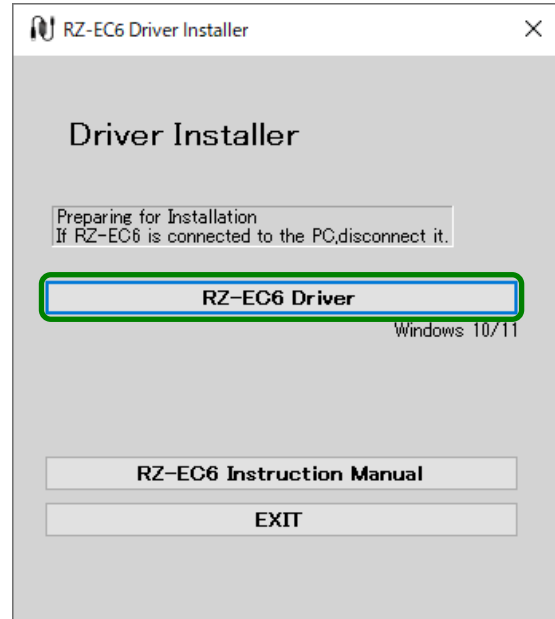 RZ-EC6 Driver Installer
Driver Installer
Preparing for Installation
If RZ-EC6 is connected to the PC,disconnect it.
RZ-EC6 Driver
Windows 10/11
RZ-EC6 Instruction Manual
EXIT